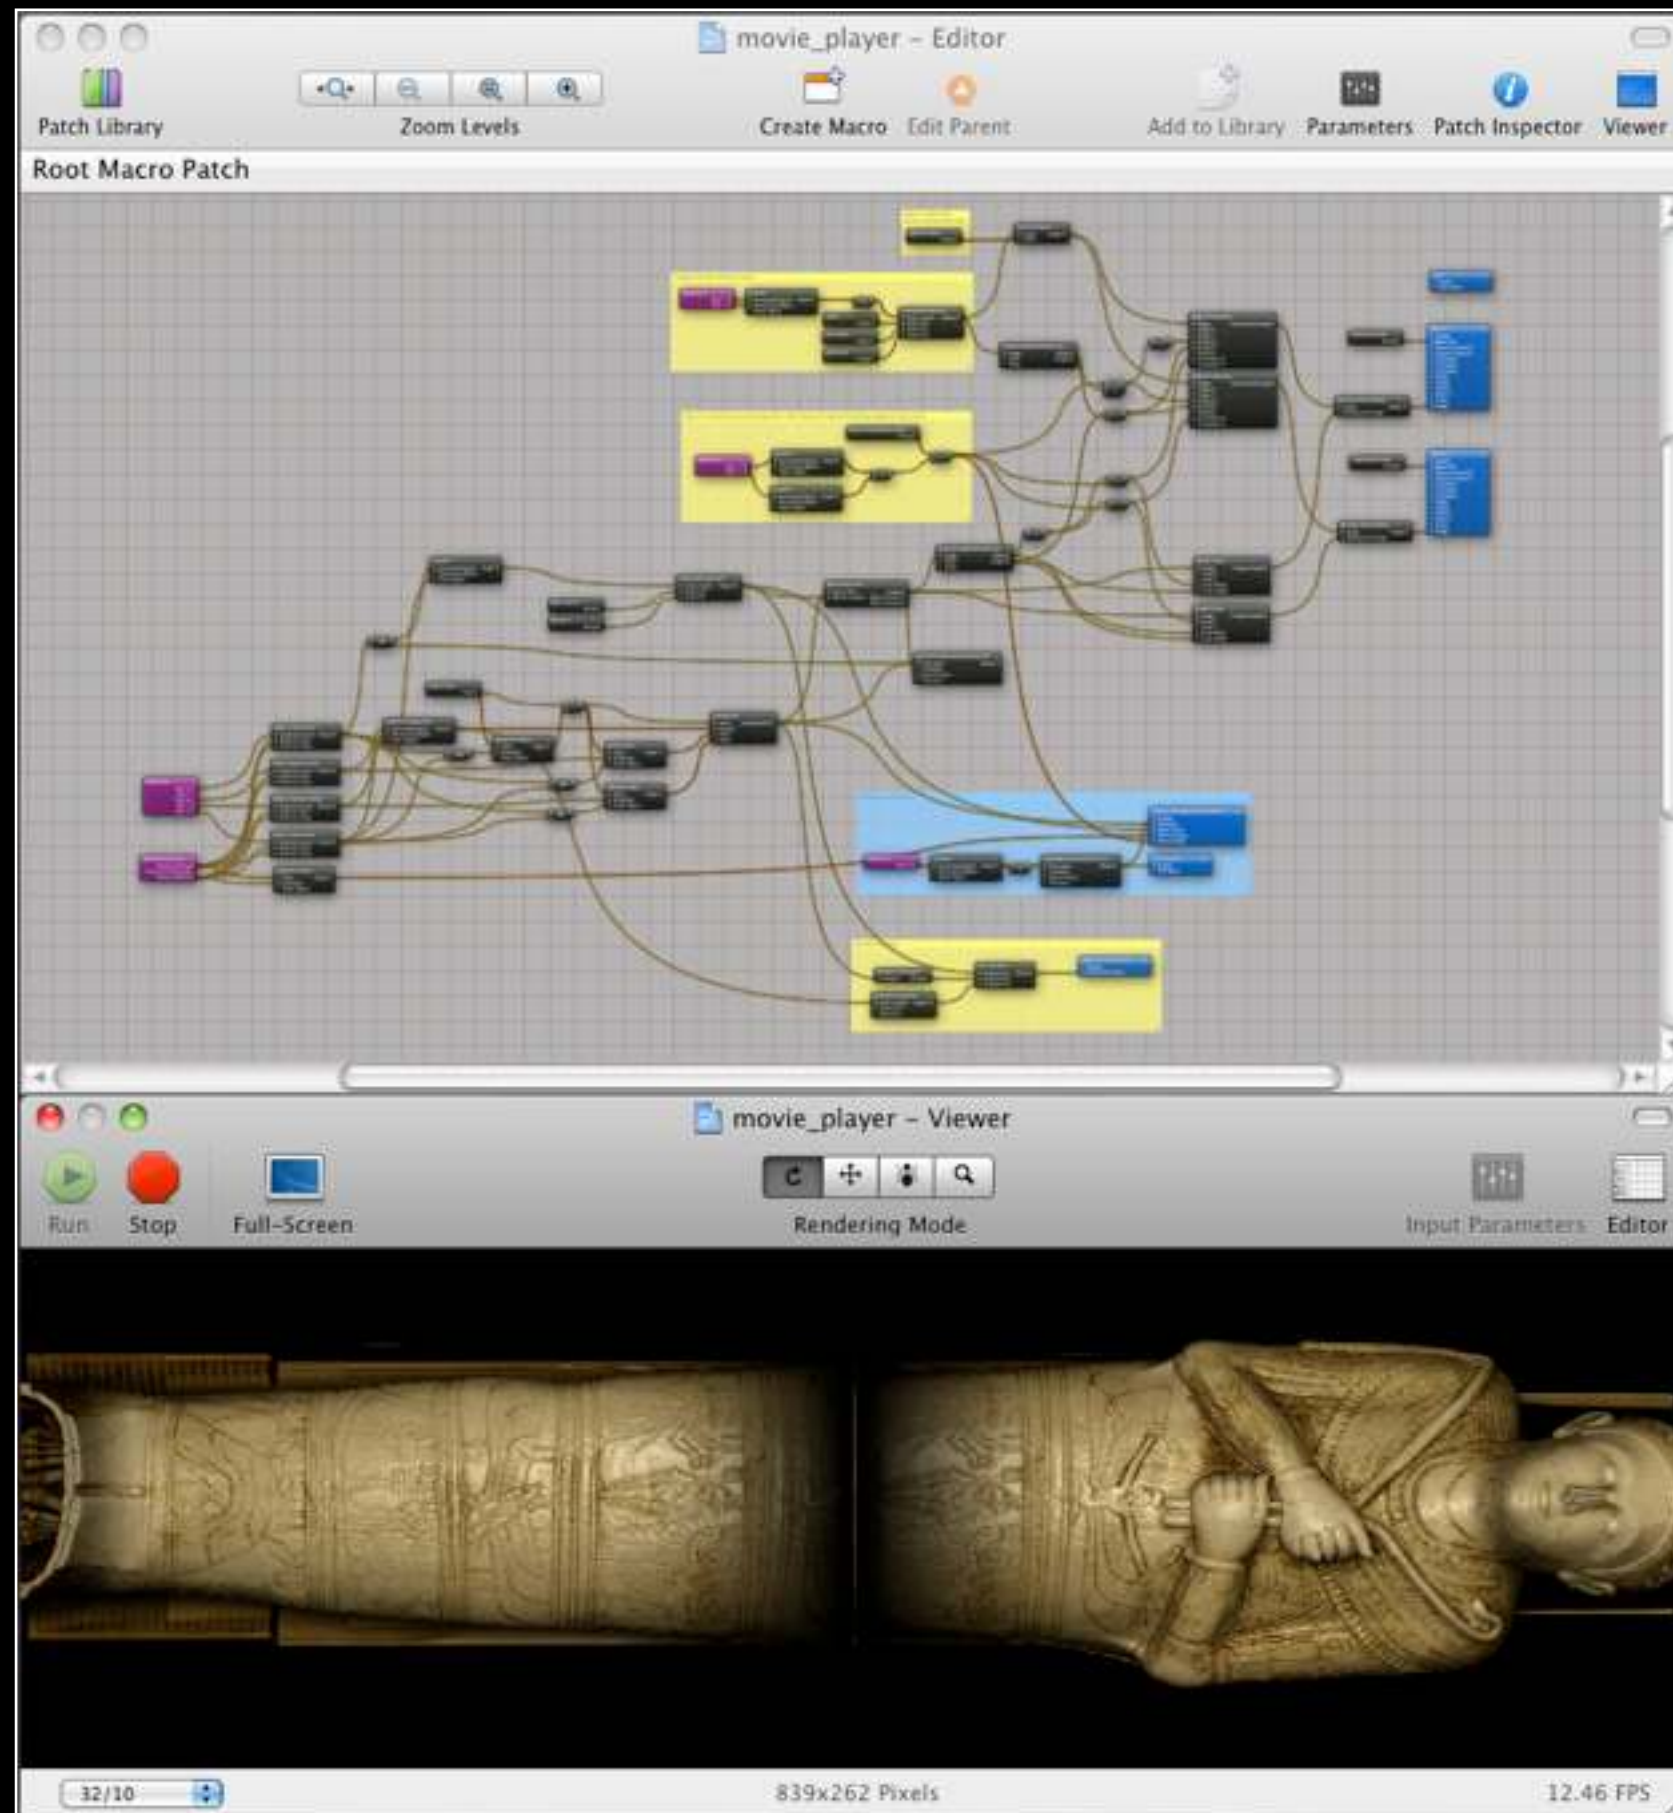 movie_player – Editor
Patch Library
Zoom Levels
Create Macro
Edit Parent
Add to Library
Parameters
Patch Inspector
Viewer
Root Macro Patch
movie_player – Viewer
Run
Stop
Full-Screen
Rendering Mode
Input Parameters
Editor
32/10
839x262 Pixels
12.46 FPS